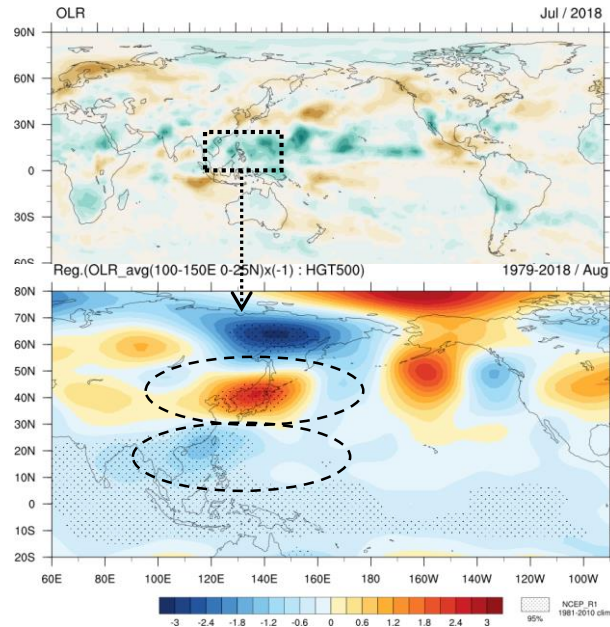 OLR Jul / 2018
90N
60N
30N
0
30S
60S
Reg.(OLR_avg(100-150E 0-25N)x(-1) : HGT500) 1979-2018 / Aug
80N
70N
60N
50N
40N
30N
20N
10N
0
10S
20S
60E 80E 100E 120E 140E 160E 180 160W 140W 120W 100W
-3 -2.4 -1.8 -1.2 -0.6 0 0.6 1.2 1.8 2.4 3
95%
NCEP_R1
1981-2010 clim